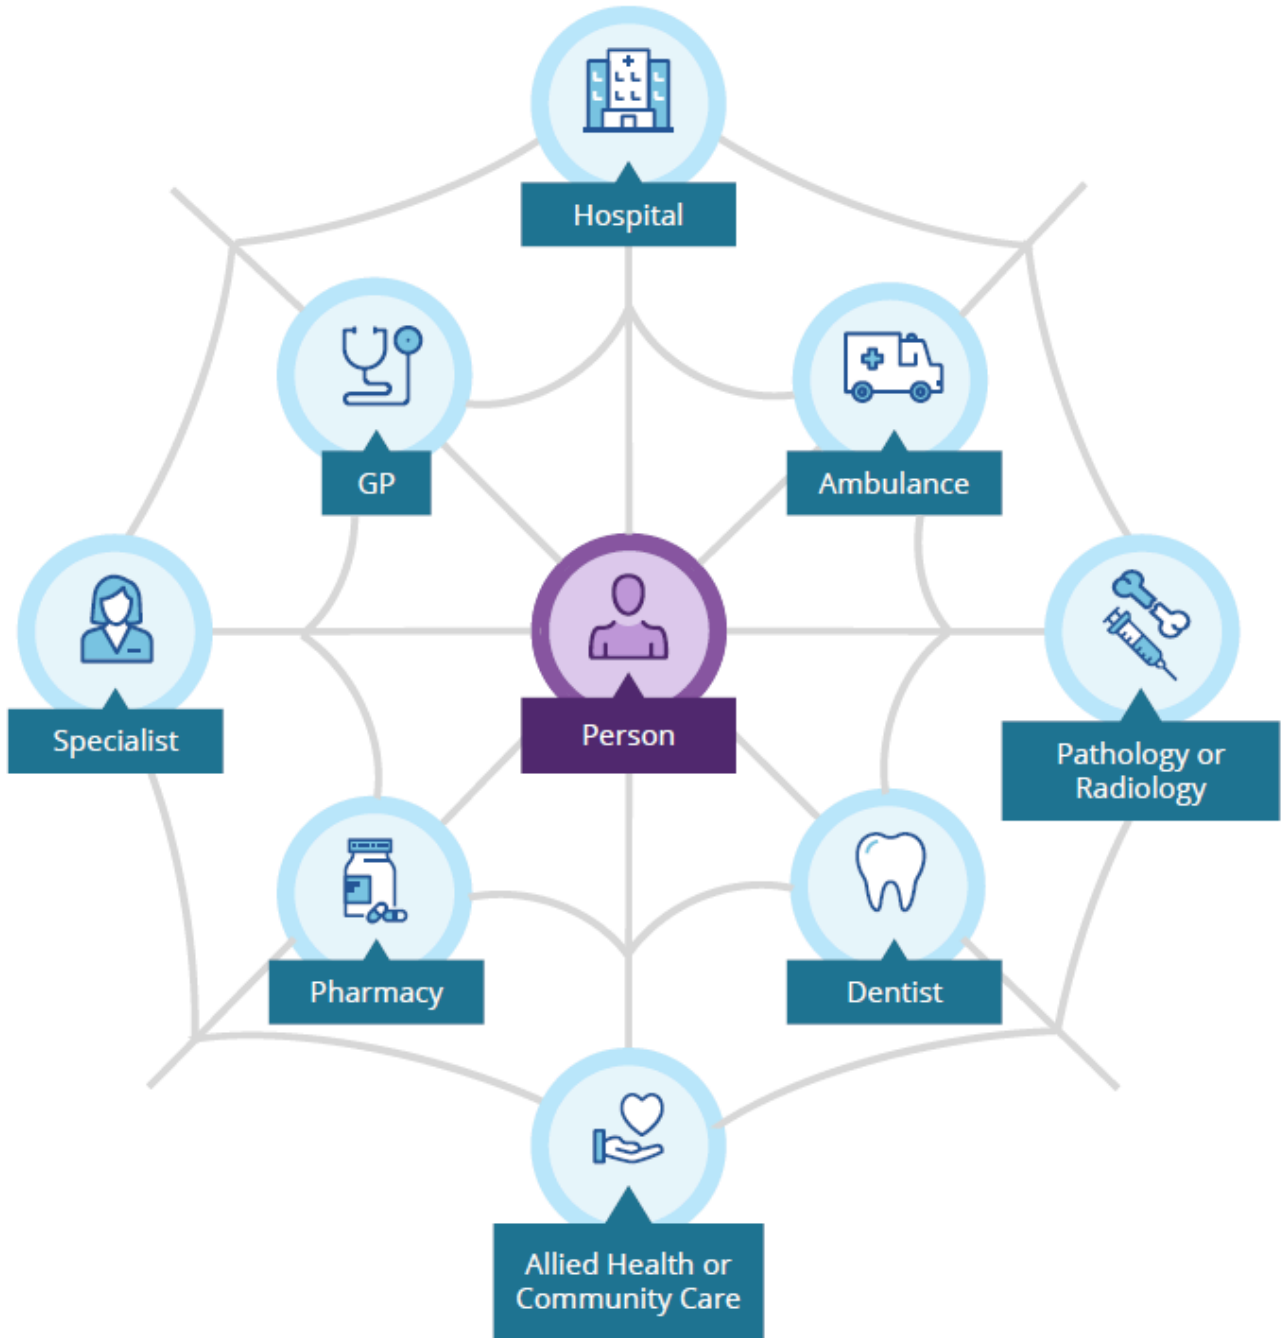 Hospital
GP
Ambulance
Person
Specialist
Pathology or
Radiology
Pharmacy
Dentist
Allied Health or
Community Care